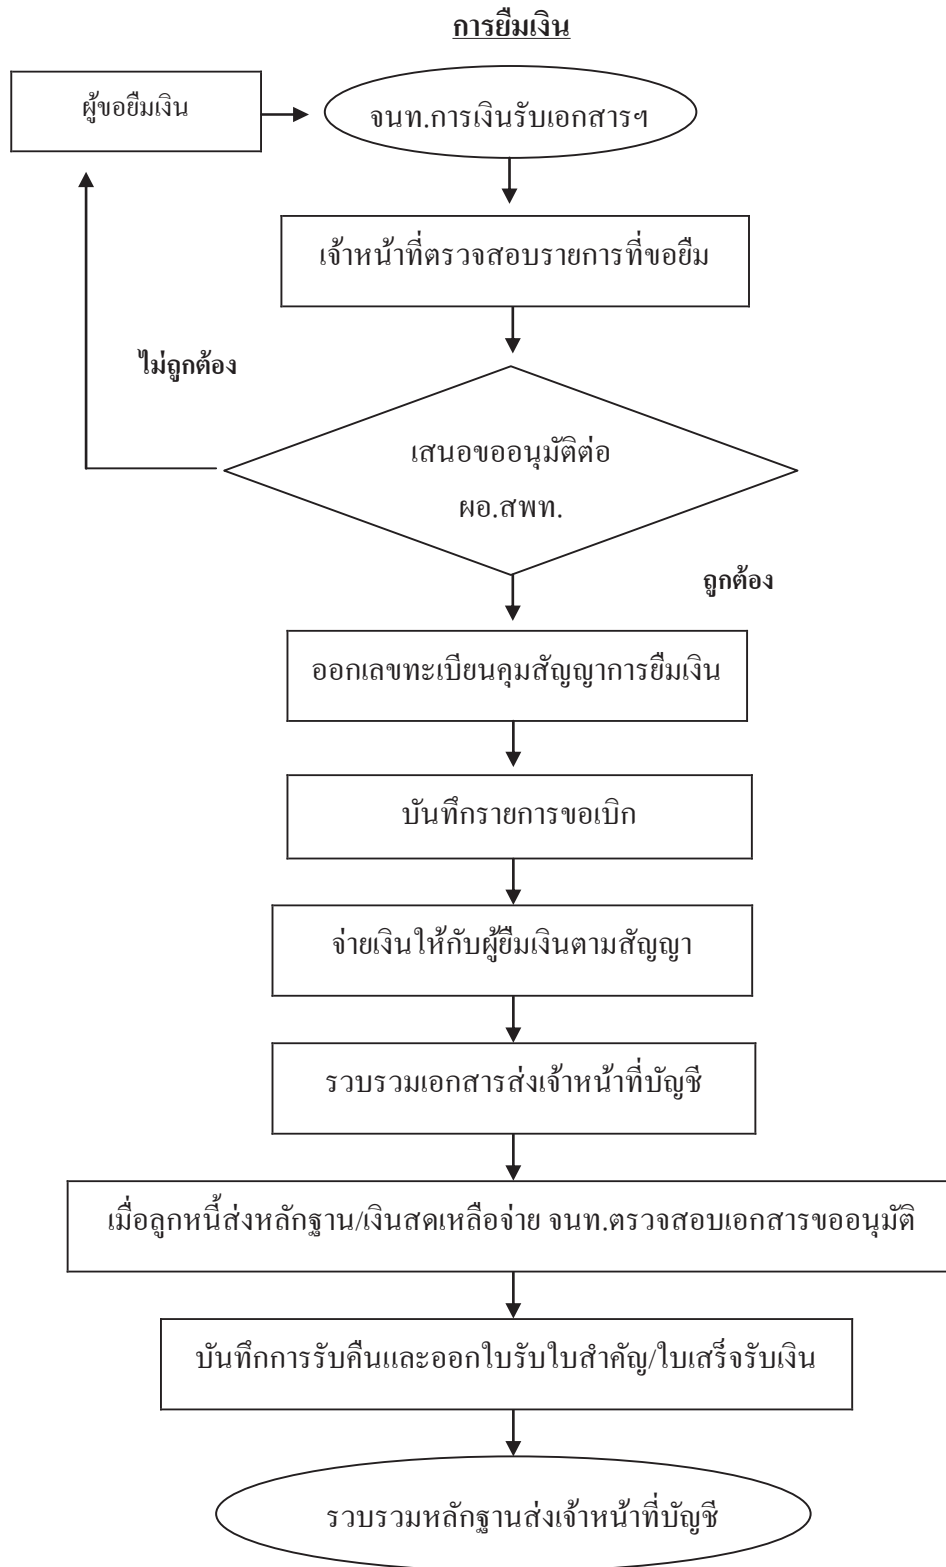 การยืมเงิน
ผู้ขอยืมเงิน
จนท.การเงินรับเอกสารฯ
เจ้าหน้าที่ตรวจสอบรายการที่ขอยืม
ไม่ถูกต้อง
เสนอขออนุมัติต่อ
ผอ.สพท.
ถูกต้อง
ออกเลขทะเบียนคุมสัญญาการยืมเงิน
บันทึกรายการขอเบิก
จ่ายเงินให้กับผู้ยืมเงินตามสัญญา
รวบรวมเอกสารส่งเจ้าหน้าที่บัญชี
เมื่อลูกหนี้ส่งหลักฐาน/เงินสดเหลือจ่าย จนท.ตรวจสอบเอกสารขออนุมัติ
บันทึกการรับคืนและออกใบรับใบสำคัญ/ใบเสร็จรับเงิน
รวบรวมหลักฐานส่งเจ้าหน้าที่บัญชี